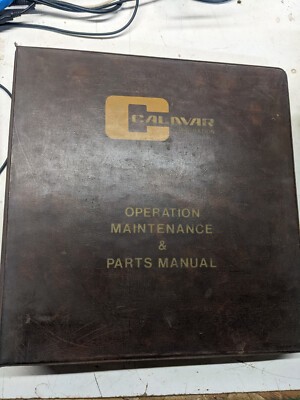 CALAVAR
OPERATION
MAINTENANCE
&
PARTS MANUAL